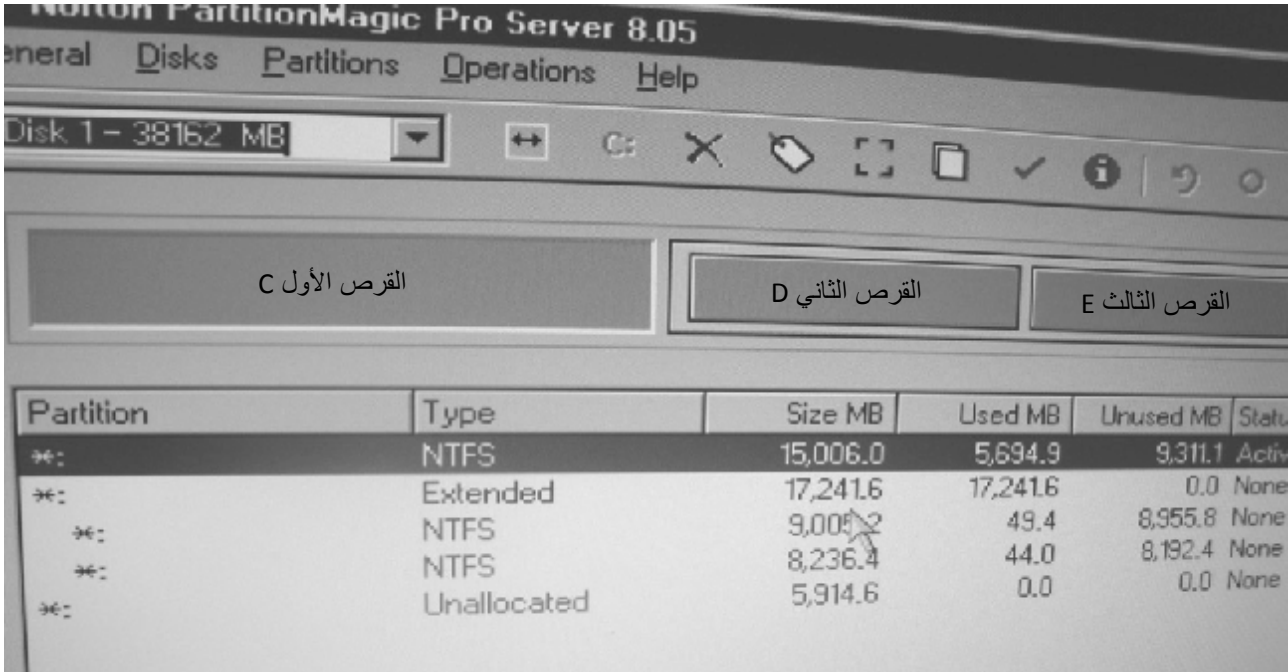 Norton PartitionMagic Pro Server 8.05
eneral Disks Partitions Operations Help
Disk 1 - 38162 MB
C:
القرص الأول C
القرص الثاني D
القرص الثالث E
Partition Type Size MB Used MB Unused MB Statu
*: NTFS 15,006.0 5,694.9 9,311.1 Activ
*: Extended 17,241.6 17,241.6 0.0 None
*: NTFS 9,005.2 49.4 8,955.8 None
*: NTFS 8,236.4 44.0 8,192.4 None
*: Unallocated 5,914.6 0.0 0.0 None